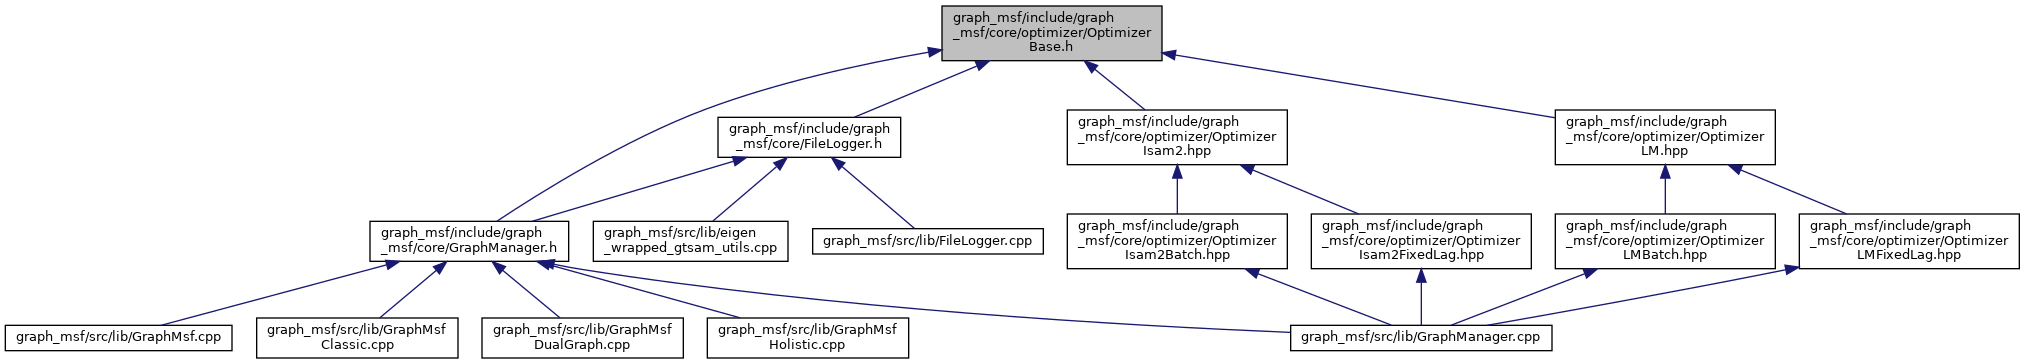 graph_msf/include/graph
_msf/core/optimizer/Optimizer
Base.h
graph_msf/include/graph
_msf/core/FileLogger.h
graph_msf/include/graph
_msf/core/optimizer/Optimizer
Isam2.hpp
graph_msf/include/graph
_msf/core/optimizer/Optimizer
LM.hpp
graph_msf/include/graph
_msf/core/GraphManager.h
graph_msf/src/lib/eigen
_wrapped_gtsam_utils.cpp
graph_msf/src/lib/FileLogger.cpp
graph_msf/include/graph
_msf/core/optimizer/Optimizer
Isam2Batch.hpp
graph_msf/include/graph
_msf/core/optimizer/Optimizer
Isam2FixedLag.hpp
graph_msf/include/graph
_msf/core/optimizer/Optimizer
LMBatch.hpp
graph_msf/include/graph
_msf/core/optimizer/Optimizer
LMFixedLag.hpp
graph_msf/src/lib/GraphMsf.cpp
graph_msf/src/lib/GraphMsf
Classic.cpp
graph_msf/src/lib/GraphMsf
DualGraph.cpp
graph_msf/src/lib/GraphMsf
Holistic.cpp
graph_msf/src/lib/GraphManager.cpp